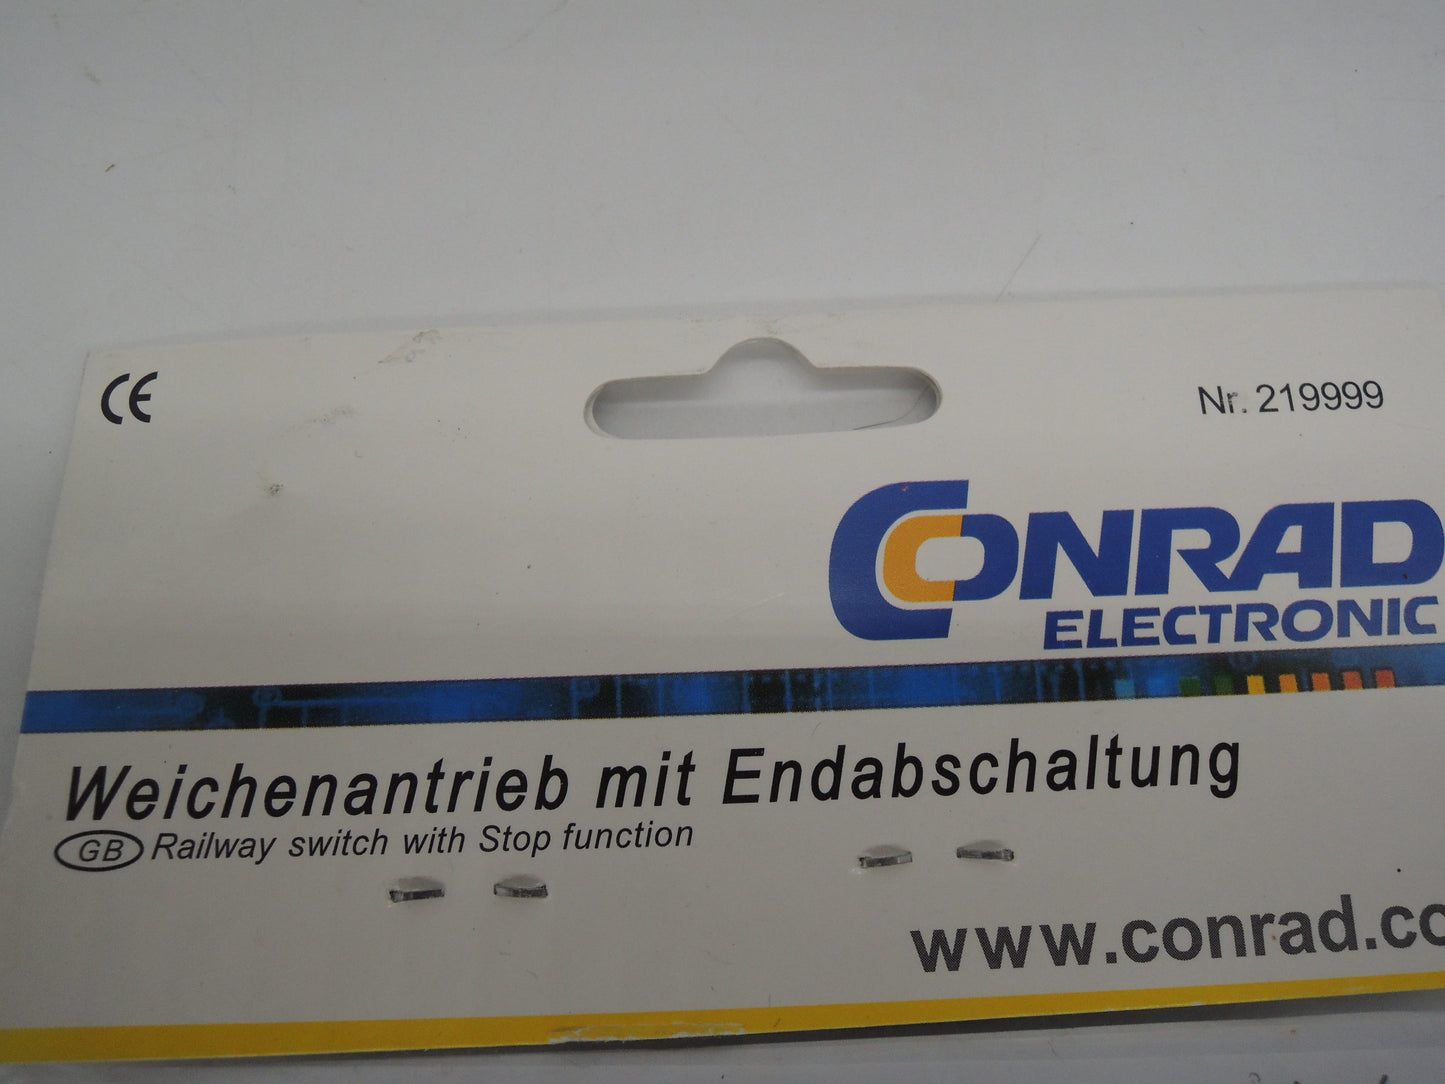 CE
Nr. 219999
CONRAD
ELECTRONIC
Weichenantrieb mit Endabschaltung
GB Railway switch with Stop function
www.conrad.co